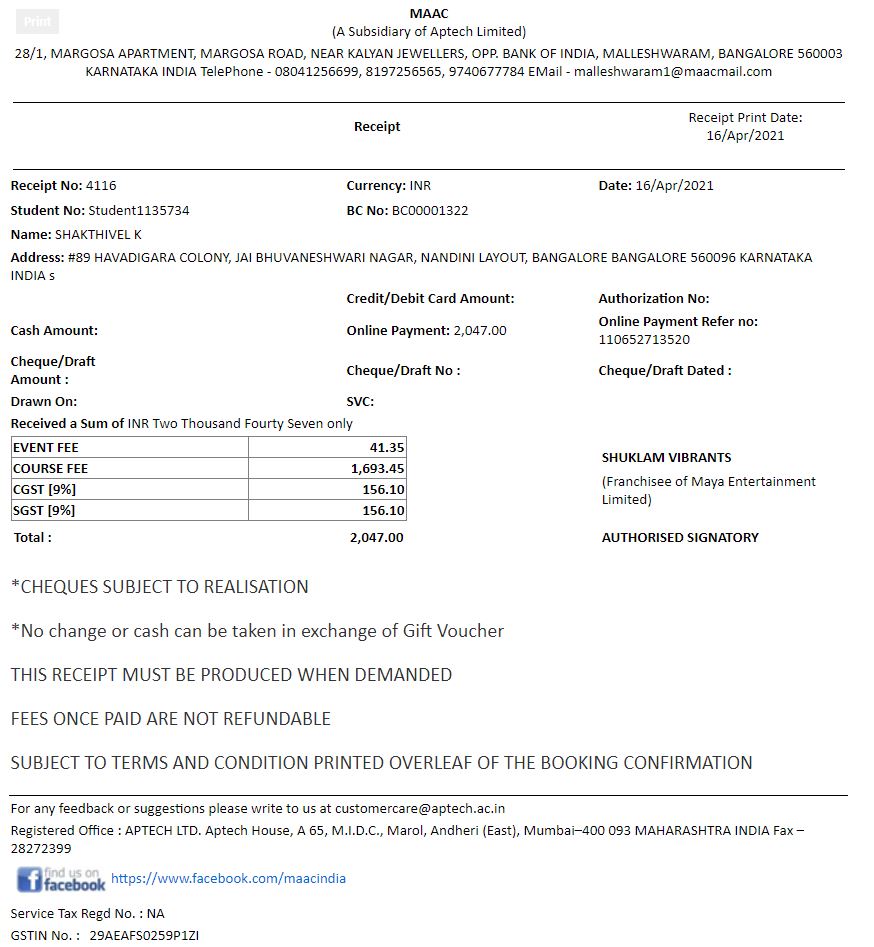 Print
MAAC
(A Subsidiary of Aptech Limited)
28/1, MARGOSA APARTMENT, MARGOSA ROAD, NEAR KALYAN JEWELLERS, OPP. BANK OF INDIA, MALLESHWARAM, BANGALORE 560003
KARNATAKA INDIA TelePhone - 08041256699, 8197256565, 9740677784 EMail - malleshwaram1@maacmail.com
Receipt
Receipt Print Date:
16/Apr/2021
Receipt No: 4116 Currency: INR Date: 16/Apr/2021
Student No: Student1135734 BC No: BC00001322
Name: SHAKTHIVEL K
Address: #89 HAVADIGARA COLONY, JAI BHUVANESHWARI NAGAR, NANDINI LAYOUT, BANGALORE BANGALORE 560096 KARNATAKA
INDIA s
Credit/Debit Card Amount: Authorization No:
Cash Amount: Online Payment: 2,047.00 Online Payment Refer no:
110652713520
Cheque/Draft
Amount : Cheque/Draft No : Cheque/Draft Dated :
Drawn On: SVC:
Received a Sum of INR Two Thousand Fourty Seven only
EVENT FEE 41.35
COURSE FEE 1,693.45
CGST [9%] 156.10
SGST [9%] 156.10
Total : 2,047.00
SHUKLAM VIBRANTS
(Franchisee of Maya Entertainment
Limited)
AUTHORISED SIGNATORY
*CHEQUES SUBJECT TO REALISATION
*No change or cash can be taken in exchange of Gift Voucher
THIS RECEIPT MUST BE PRODUCED WHEN DEMANDED
FEES ONCE PAID ARE NOT REFUNDABLE
SUBJECT TO TERMS AND CONDITION PRINTED OVERLEAF OF THE BOOKING CONFIRMATION
For any feedback or suggestions please write to us at customercare@aptech.ac.in
Registered Office : APTECH LTD. Aptech House, A 65, M.I.D.C., Marol, Andheri (East), Mumbai–400 093 MAHARASHTRA INDIA Fax –
28272399
find us on
facebook https://www.facebook.com/maacindia
Service Tax Regd No. : NA
GSTIN No. : 29AEAFS0259P1ZI